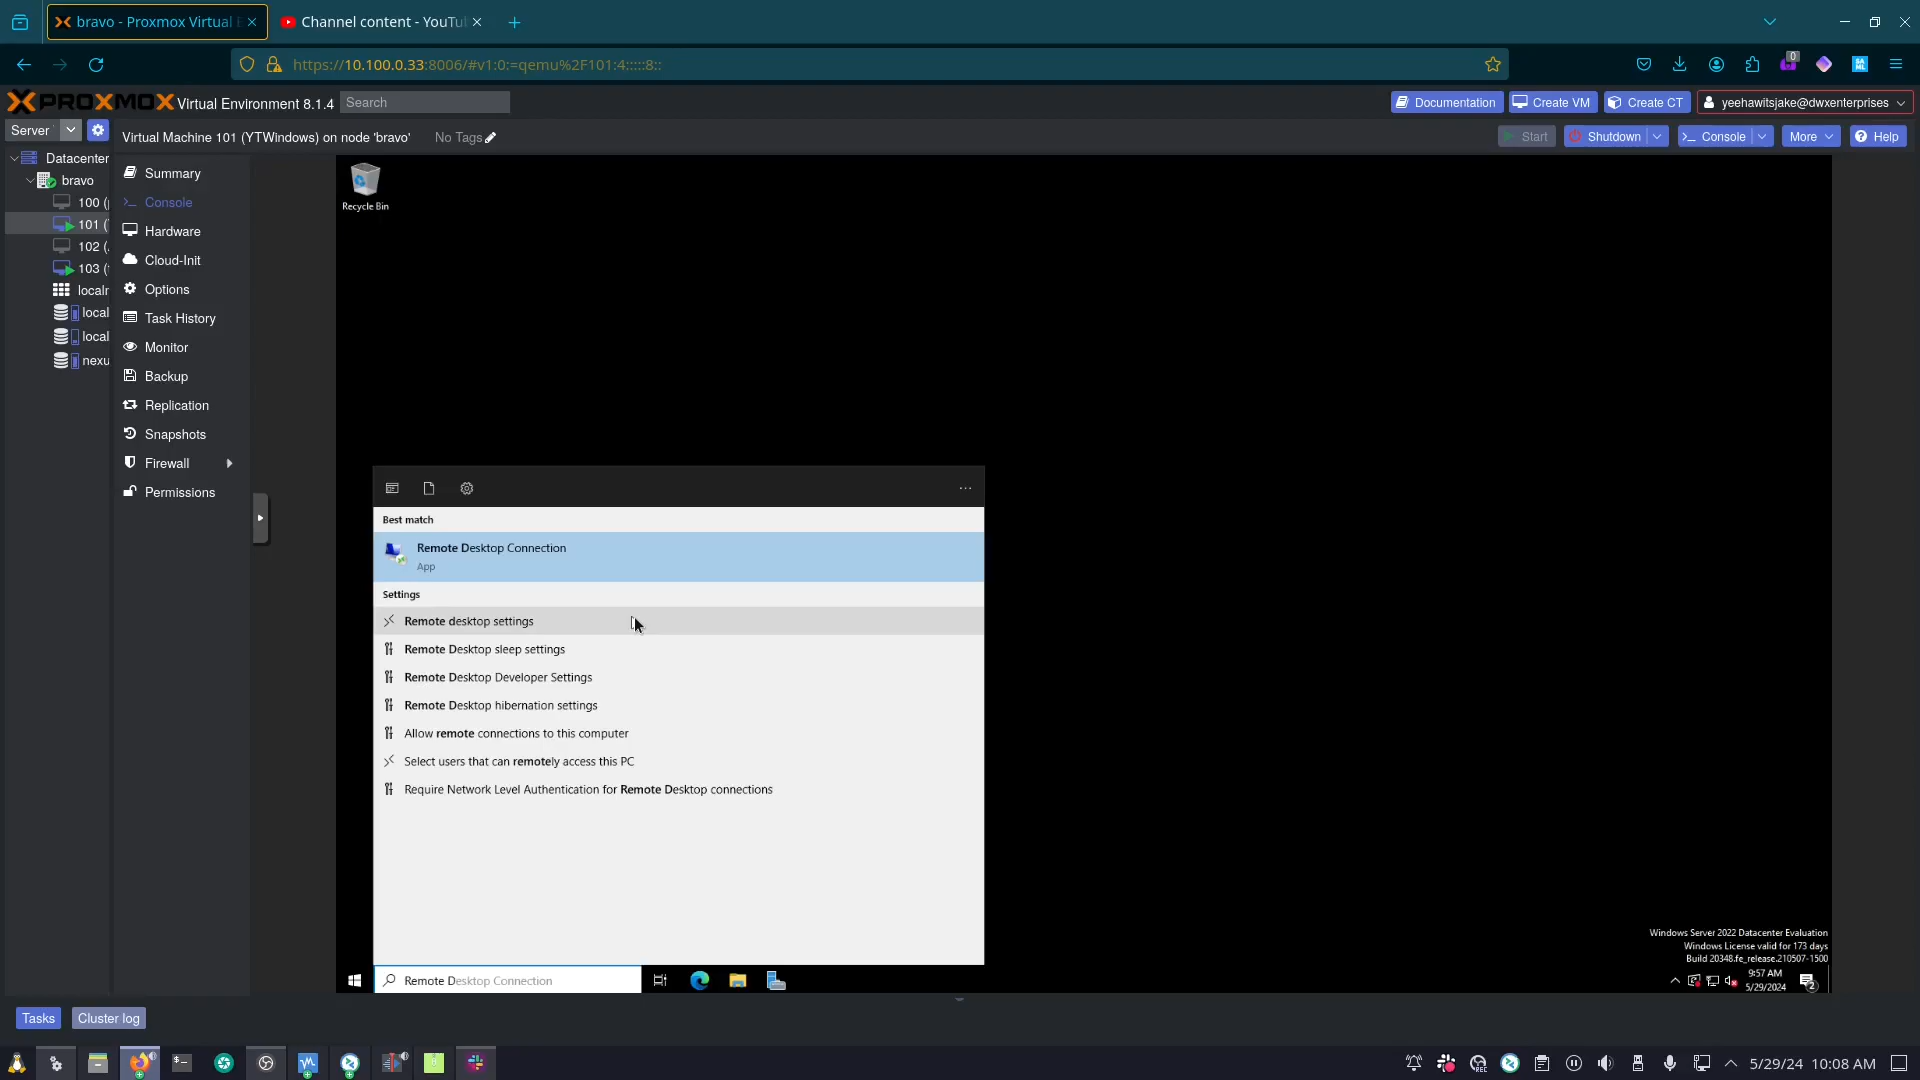 bravo - Proxmox Virtual
Channel content - YouTu
https://10.100.0.33:8006/#v1:0:=qemu%2F101:4:::::8::
0
PROXMOX Virtual Environment 8.1.4
Search
Documentation
Create VM
Create CT
yeehawitsjake@dwxenterprises
Server
Virtual Machine 101 (YTWindows) on node 'bravo'
No Tags
Start
Shutdown
Console
More
Help
Datacenter
bravo
100 (
101 (
102 (
103 (
localr
local
local
nexu
Summary
Console
Hardware
Cloud-Init
Options
Task History
Monitor
Backup
Replication
Snapshots
Firewall
Permissions
Recycle Bin
Best match
Remote Desktop Connection
App
Settings
Remote desktop settings
Remote Desktop sleep settings
Remote Desktop Developer Settings
Remote Desktop hibernation settings
Allow remote connections to this computer
Select users that can remotely access this PC
Require Network Level Authentication for Remote Desktop connections
Remote Desktop Connection
Windows Server 2022 Datacenter Evaluation
Windows License valid for 173 days
Build 20348.fe_release.210507-1500
9:57 AM
5/29/2024
2
Tasks
Cluster log
REC
5/29/24 10:08 AM